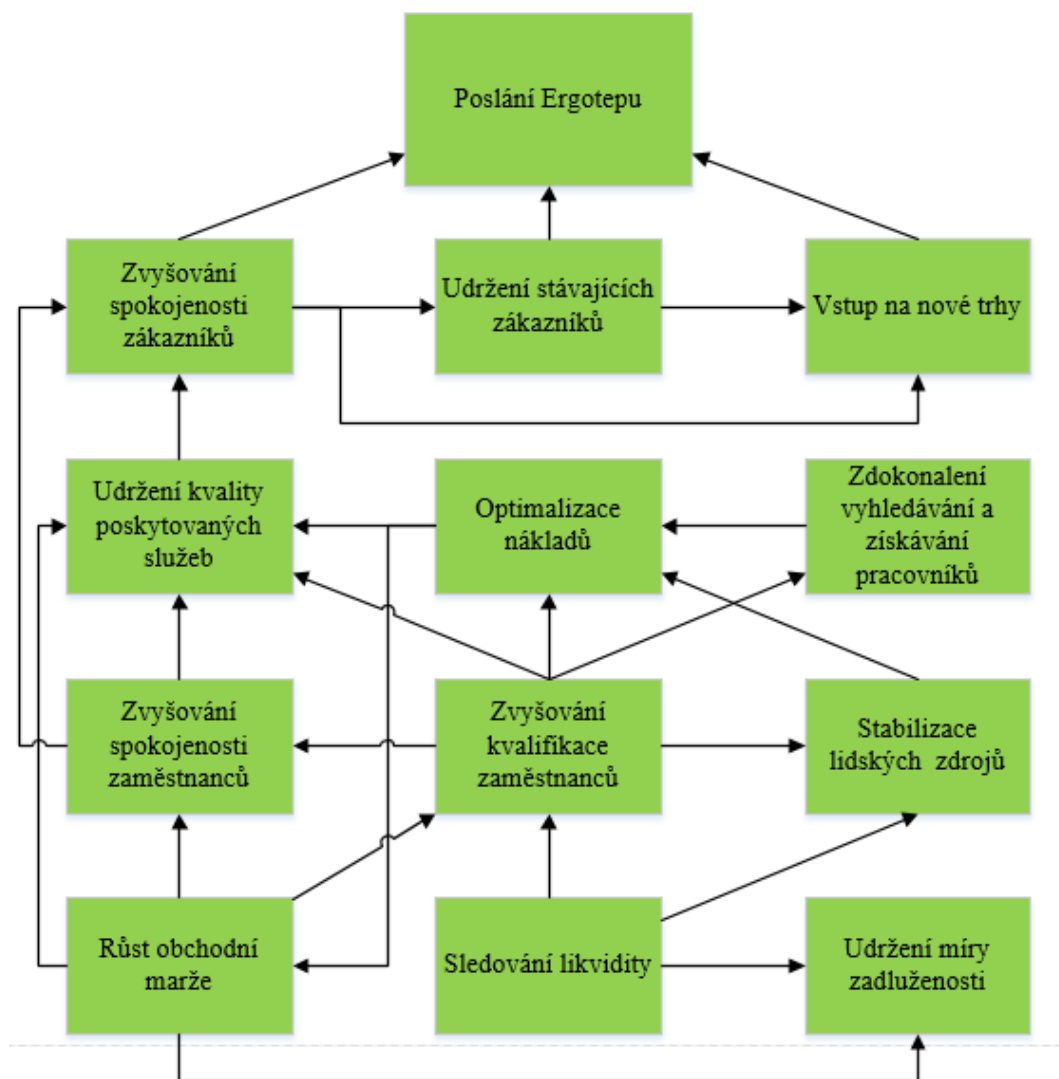 Poslání Ergotepu
Zvyšování
spokojenosti
zákazníků
Udržení stávajících
zákazníků
Vstup na nové trhy
Udržení kvality
poskytovaných
služeb
Optimalizace
nákladů
Zdokonalení
vyhledávání a
získávání
pracovníků
Zvyšování
spokojenosti
zaměstnanců
Zvyšování
kvalifikace
zaměstnanců
Stabilizace
lidských  zdrojů
Růst obchodní
marže
Sledování likvidity
Udržení míry
zadluženosti